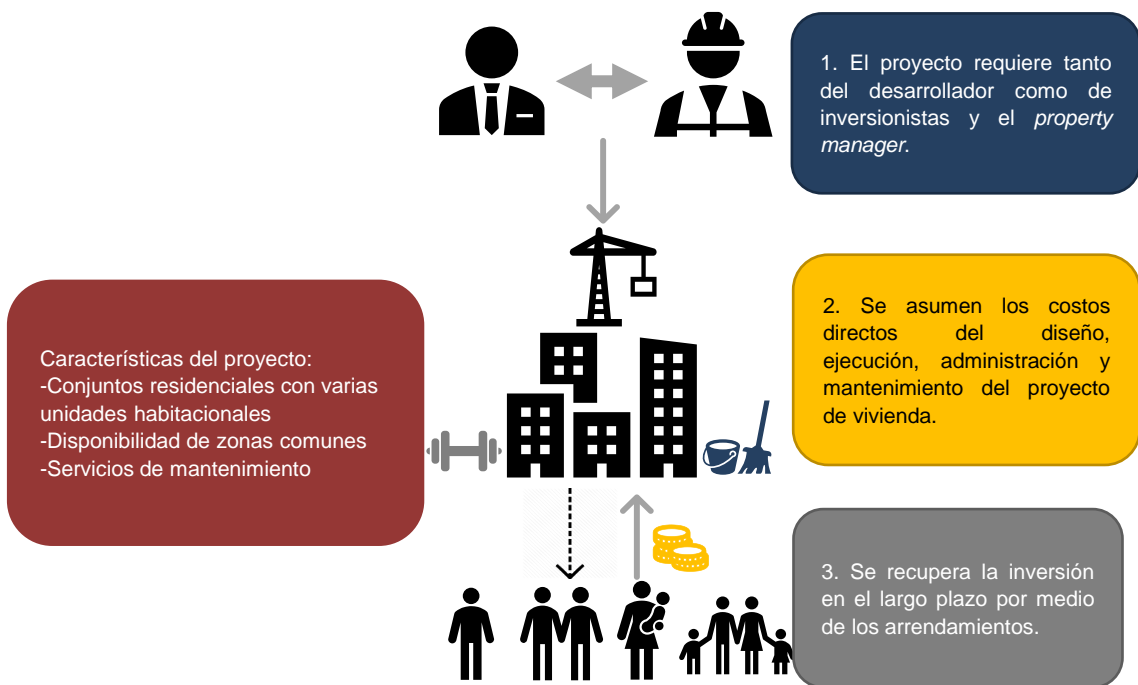 1. El proyecto requiere tanto
del desarrollador como de
inversionistas y el property
manager.
2. Se asumen los costos
directos del diseño,
ejecución, administración y
mantenimiento del proyecto
de vivienda.
Características del proyecto:
-Conjuntos residenciales con varias
unidades habitacionales
-Disponibilidad de zonas comunes
-Servicios de mantenimiento
3. Se recupera la inversión
en el largo plazo por medio
de los arrendamientos.